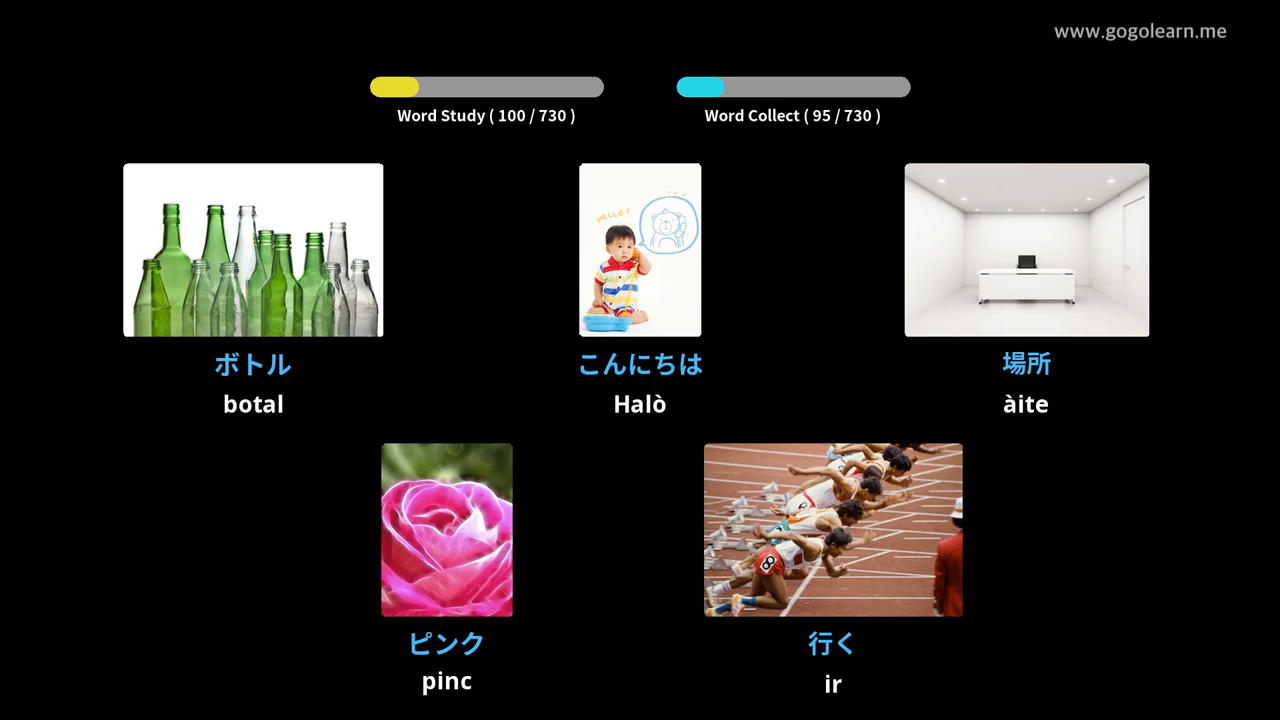 www.gogolearn.me
Word Study ( 100 / 730 )
Word Collect ( 95 / 730 )
HELLO?
ボトル
botal
こんにちは
Halò
場所
àite
ピンク
pinc
行く
ir
8